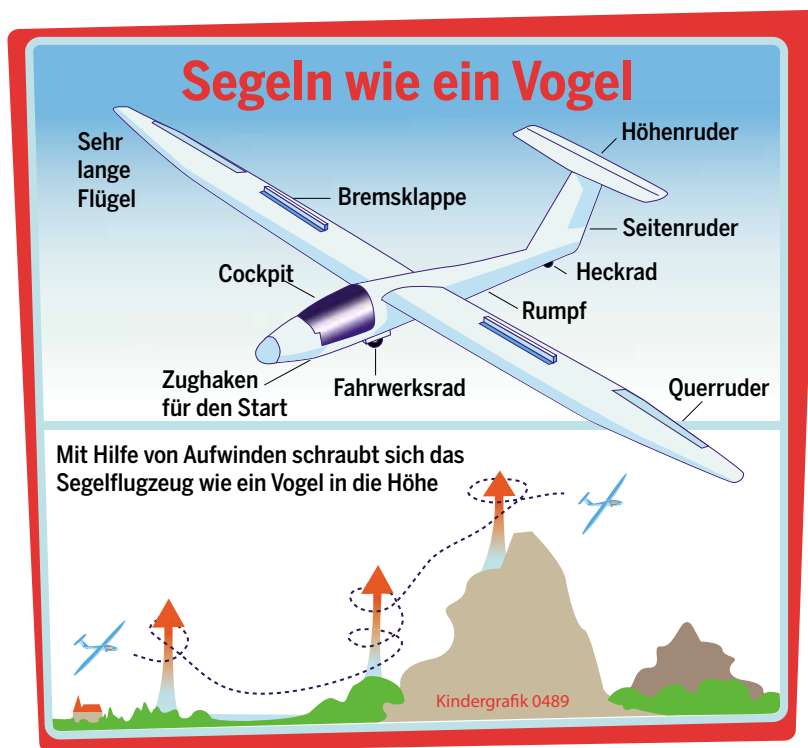 Segeln wie ein Vogel
Sehr
lange
Flügel
Höhenruder
Bremsklappe
Seitenruder
Cockpit
Heckrad
Rumpf
Zughaken
für den Start
Fahrwerksrad
Querruder
Mit Hilfe von Aufwinden schraubt sich das
Segelflugzeug wie ein Vogel in die Höhe
Kindergrafik 0489